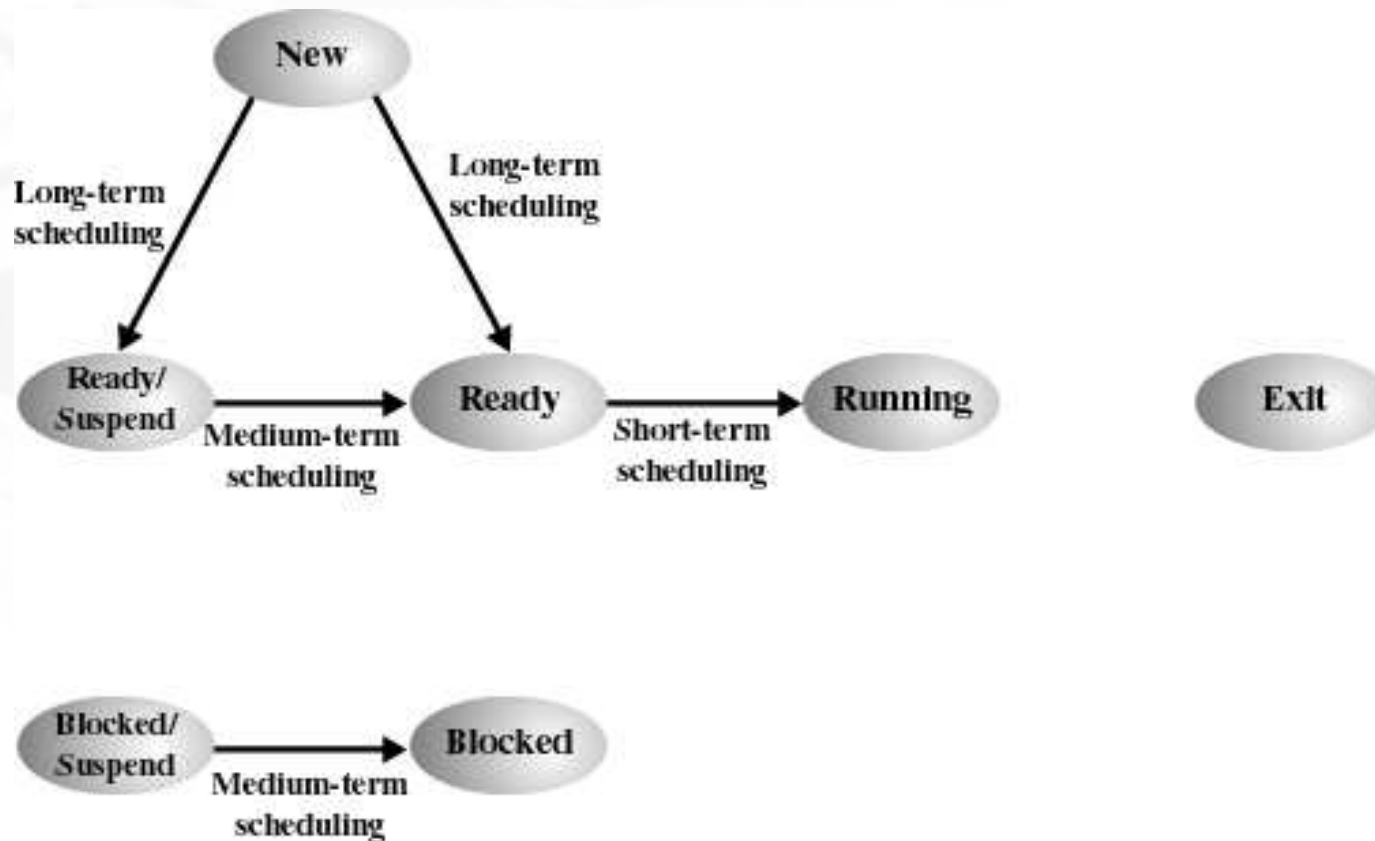 New
Long-term
scheduling
Long-term
scheduling
Ready/
Suspend
Medium-term
scheduling
Ready
Short-term
scheduling
Running
Exit
Blocked/
Suspend
Medium-term
scheduling
Blocked